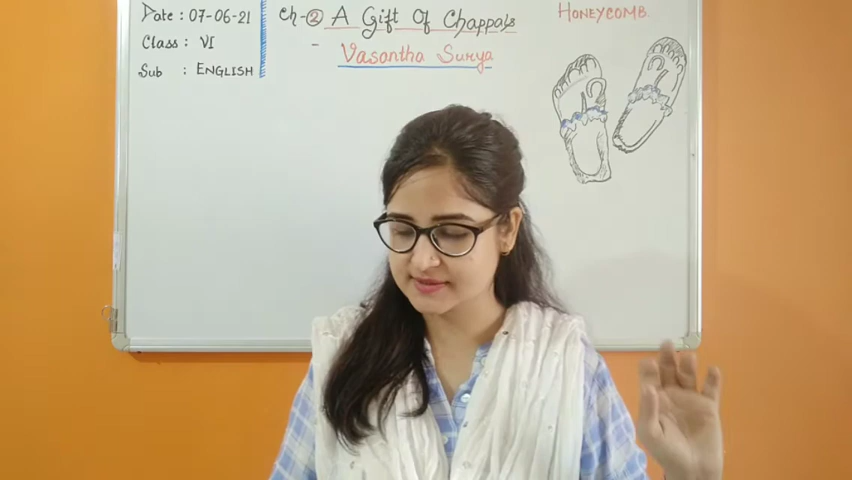 Date : 07-06-21
Class : VI
Sub : ENGLISH
Ch-② A Gift Of Chappals
- Vasantha Surya
HONEYCOMB.